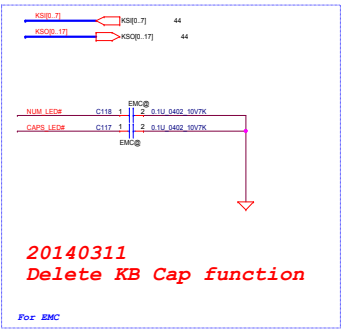 KSI[0..7] KSI[0..7] 44
KSO[0..17] KSO[0..17] 44
EMC@
NUM_LED# C118 1 2 0.1U_0402_10V7K
CAPS_LED# C117 1 2 0.1U_0402_10V7K
EMC@
20140311
Delete KB Cap function
For EMC